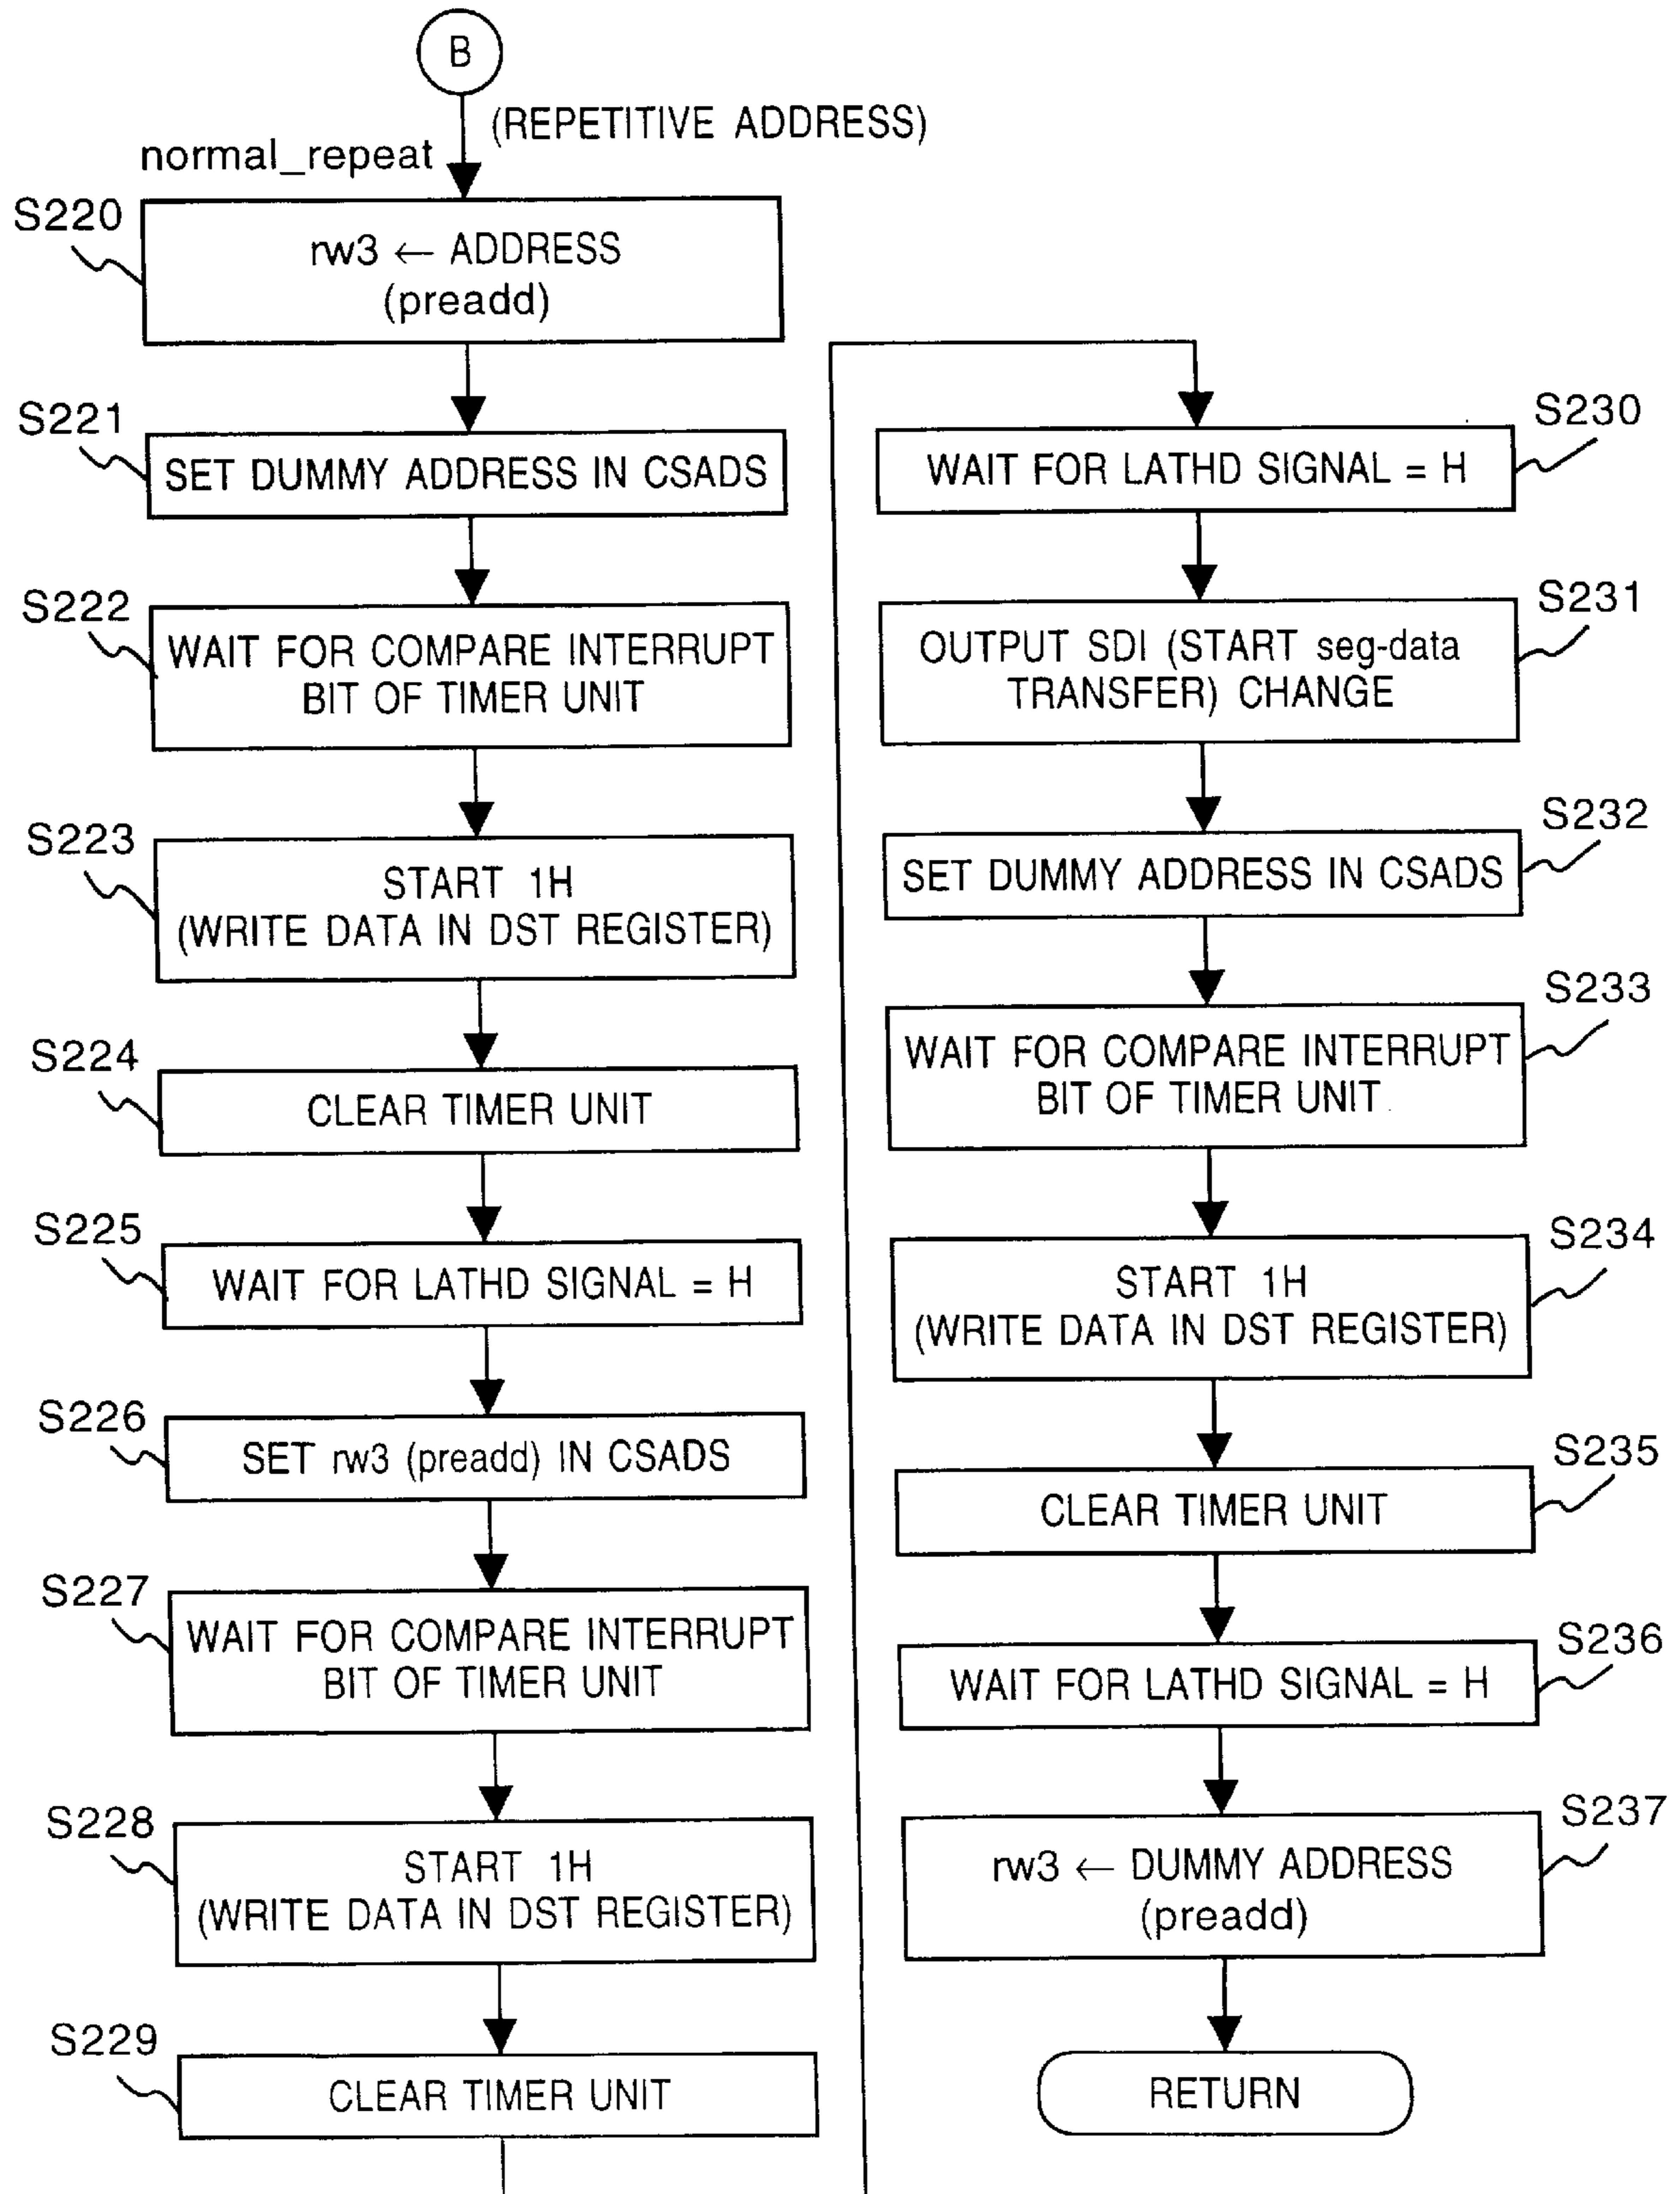 B
(REPETITIVE ADDRESS)
normal_repeat
S220
rw3 ← ADDRESS
(preadd)
S221
SET DUMMY ADDRESS IN CSADS
S222
WAIT FOR COMPARE INTERRUPT
BIT OF TIMER UNIT
S223
START 1H
(WRITE DATA IN DST REGISTER)
S224
CLEAR TIMER UNIT
S225
WAIT FOR LATHD SIGNAL = H
S226
SET rw3 (preadd) IN CSADS
S227
WAIT FOR COMPARE INTERRUPT
BIT OF TIMER UNIT
S228
START 1H
(WRITE DATA IN DST REGISTER)
S229
CLEAR TIMER UNIT
S230
WAIT FOR LATHD SIGNAL = H
S231
OUTPUT SDI (START seg-data
TRANSFER) CHANGE
S232
SET DUMMY ADDRESS IN CSADS
S233
WAIT FOR COMPARE INTERRUPT
BIT OF TIMER UNIT
S234
START 1H
(WRITE DATA IN DST REGISTER)
S235
CLEAR TIMER UNIT
S236
WAIT FOR LATHD SIGNAL = H
S237
rw3 ← DUMMY ADDRESS
(preadd)
RETURN